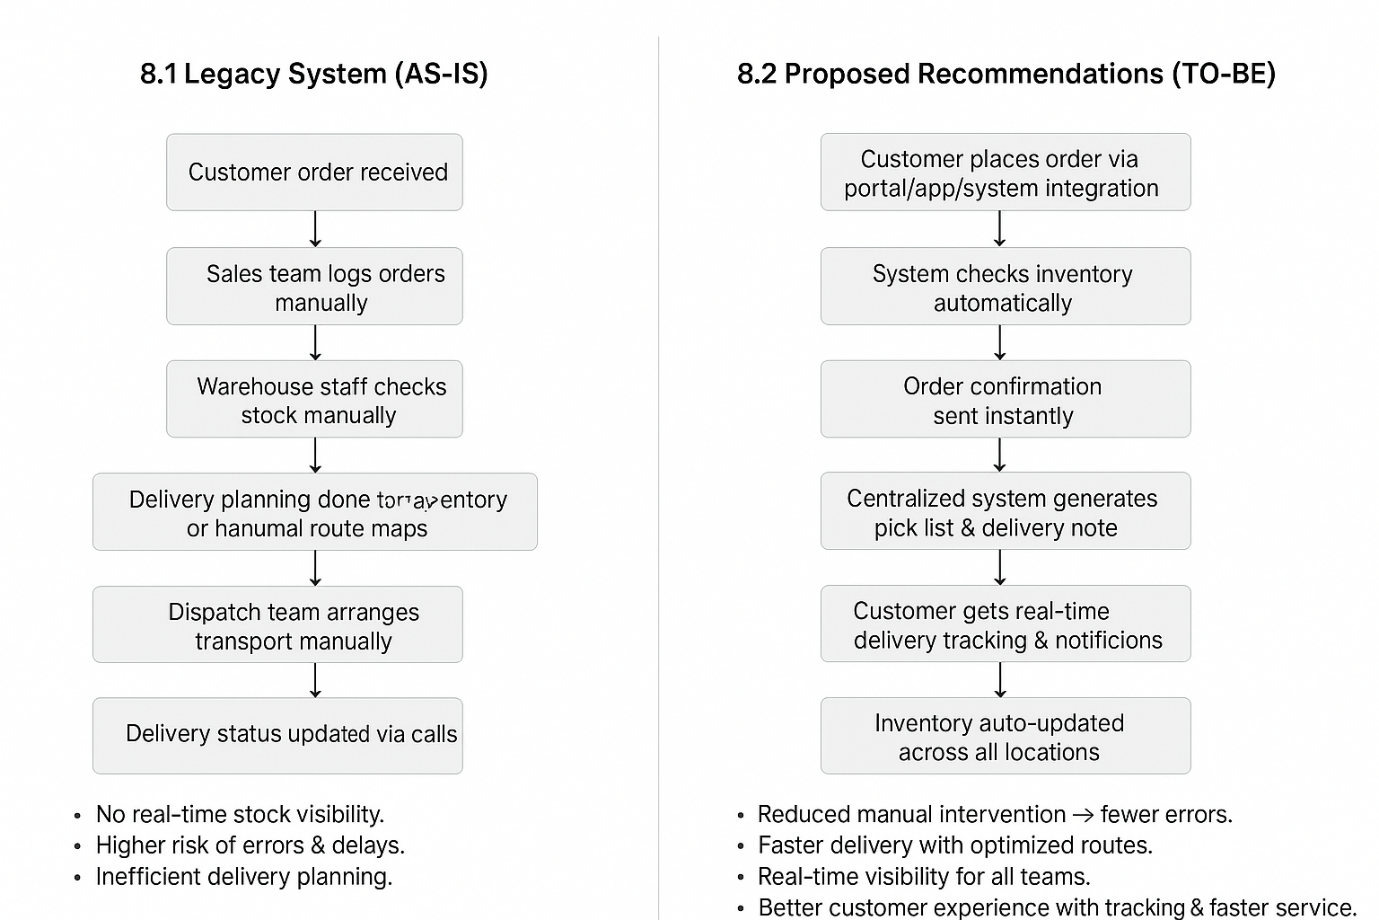 8.1 Legacy System (AS-IS)
Customer order received
Sales team logs orders
manually
Warehouse staff checks
stock manually
Delivery planning done
or hanumal route maps
Dispatch team arranges
transport manually
Delivery status updated via calls
• No real-time stock visibility.
• Higher risk of errors & delays.
• Inefficient delivery planning.
8.2 Proposed Recommendations (TO-BE)
Customer places order via
portal/app/system integration
System checks inventory
automatically
Order confirmation
sent instantly
Centralized system generates
pick list & delivery note
Customer gets real-time
delivery tracking & notificions
Inventory auto-updated
across all locations
• Reduced manual intervention → fewer errors.
• Faster delivery with optimized routes.
• Real-time visibility for all teams.
• Better customer experience with tracking & faster service.